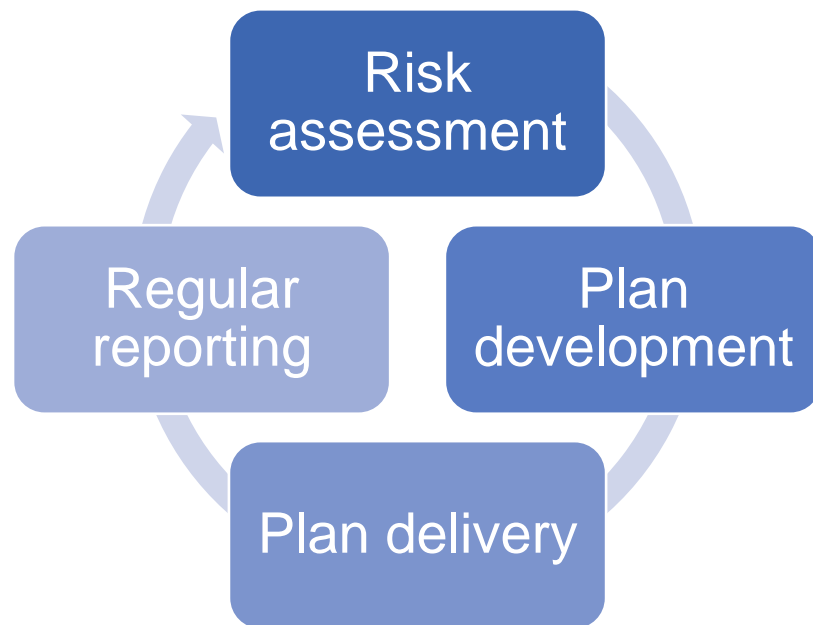 Risk
assessment
Plan
development
Plan delivery
Regular
reporting